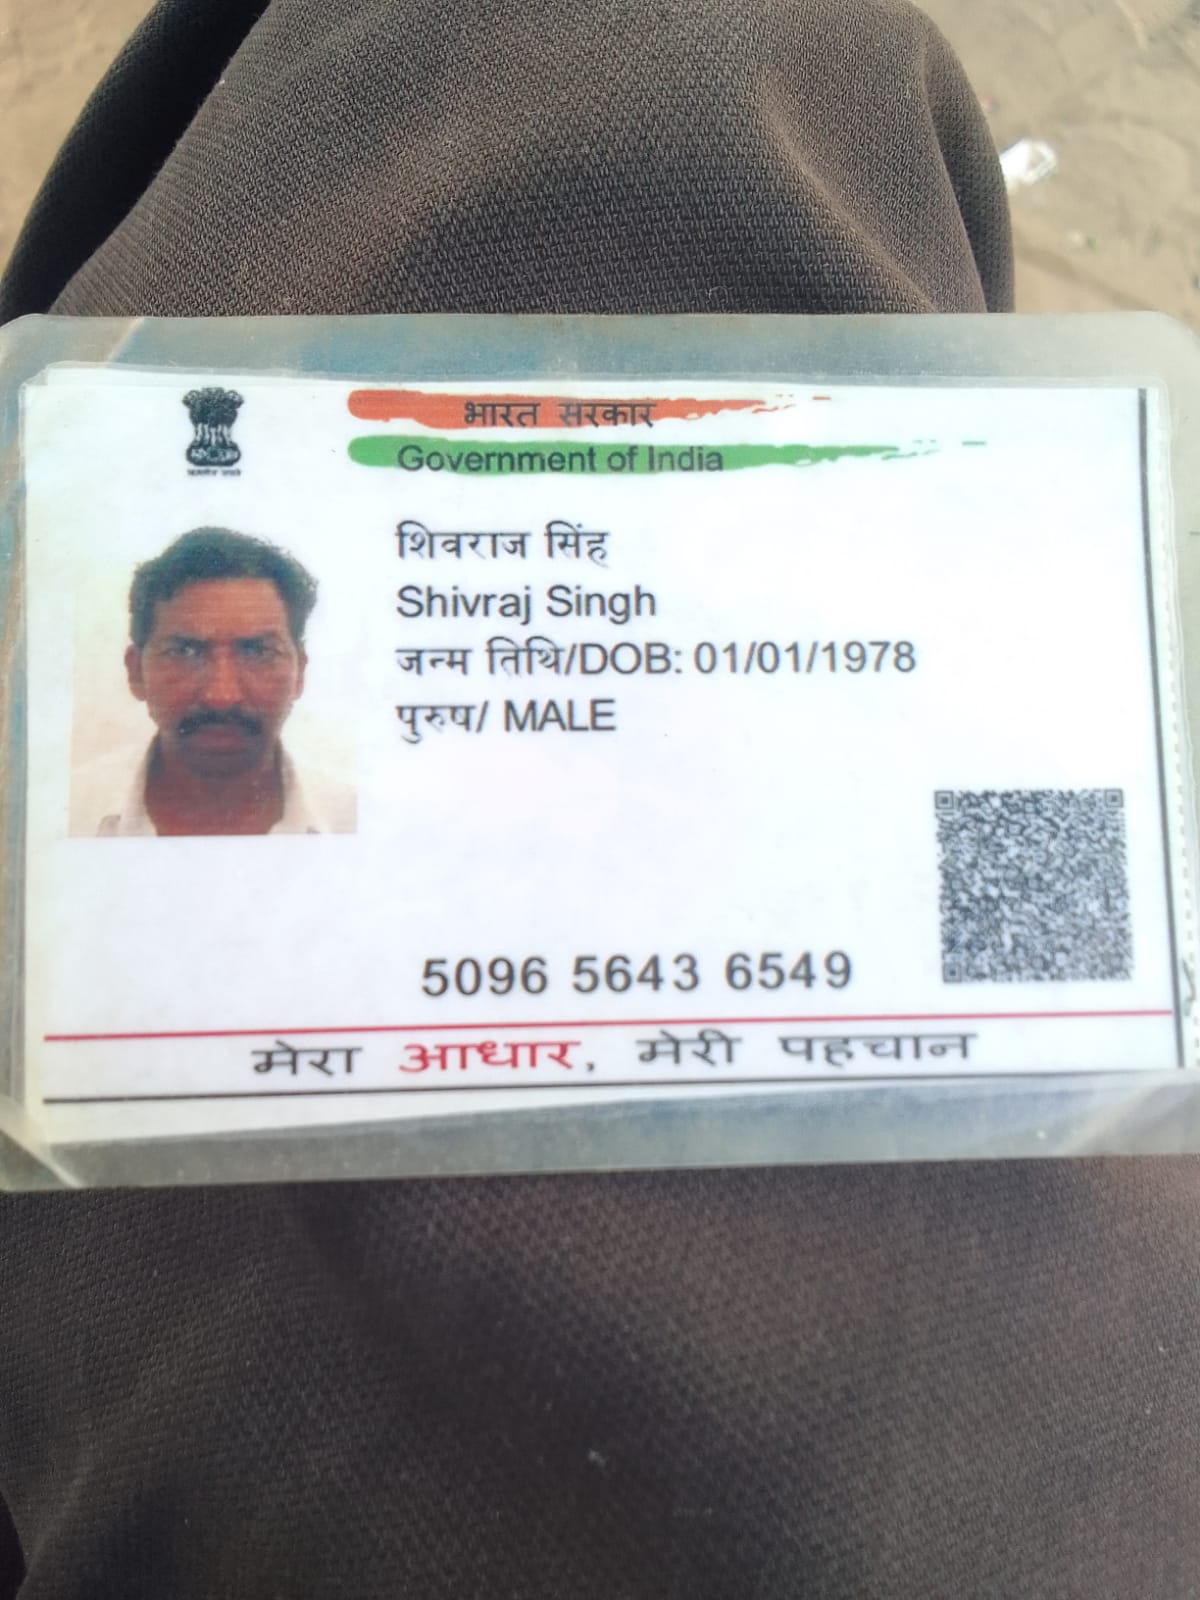 भारत सरकार
Government of India
शिवराज सिंह
Shivraj Singh
जन्म तिथि/DOB: 01/01/1978
पुरुष/ MALE
5096 5643 6549
मेरा आधार, मेरी पहचान